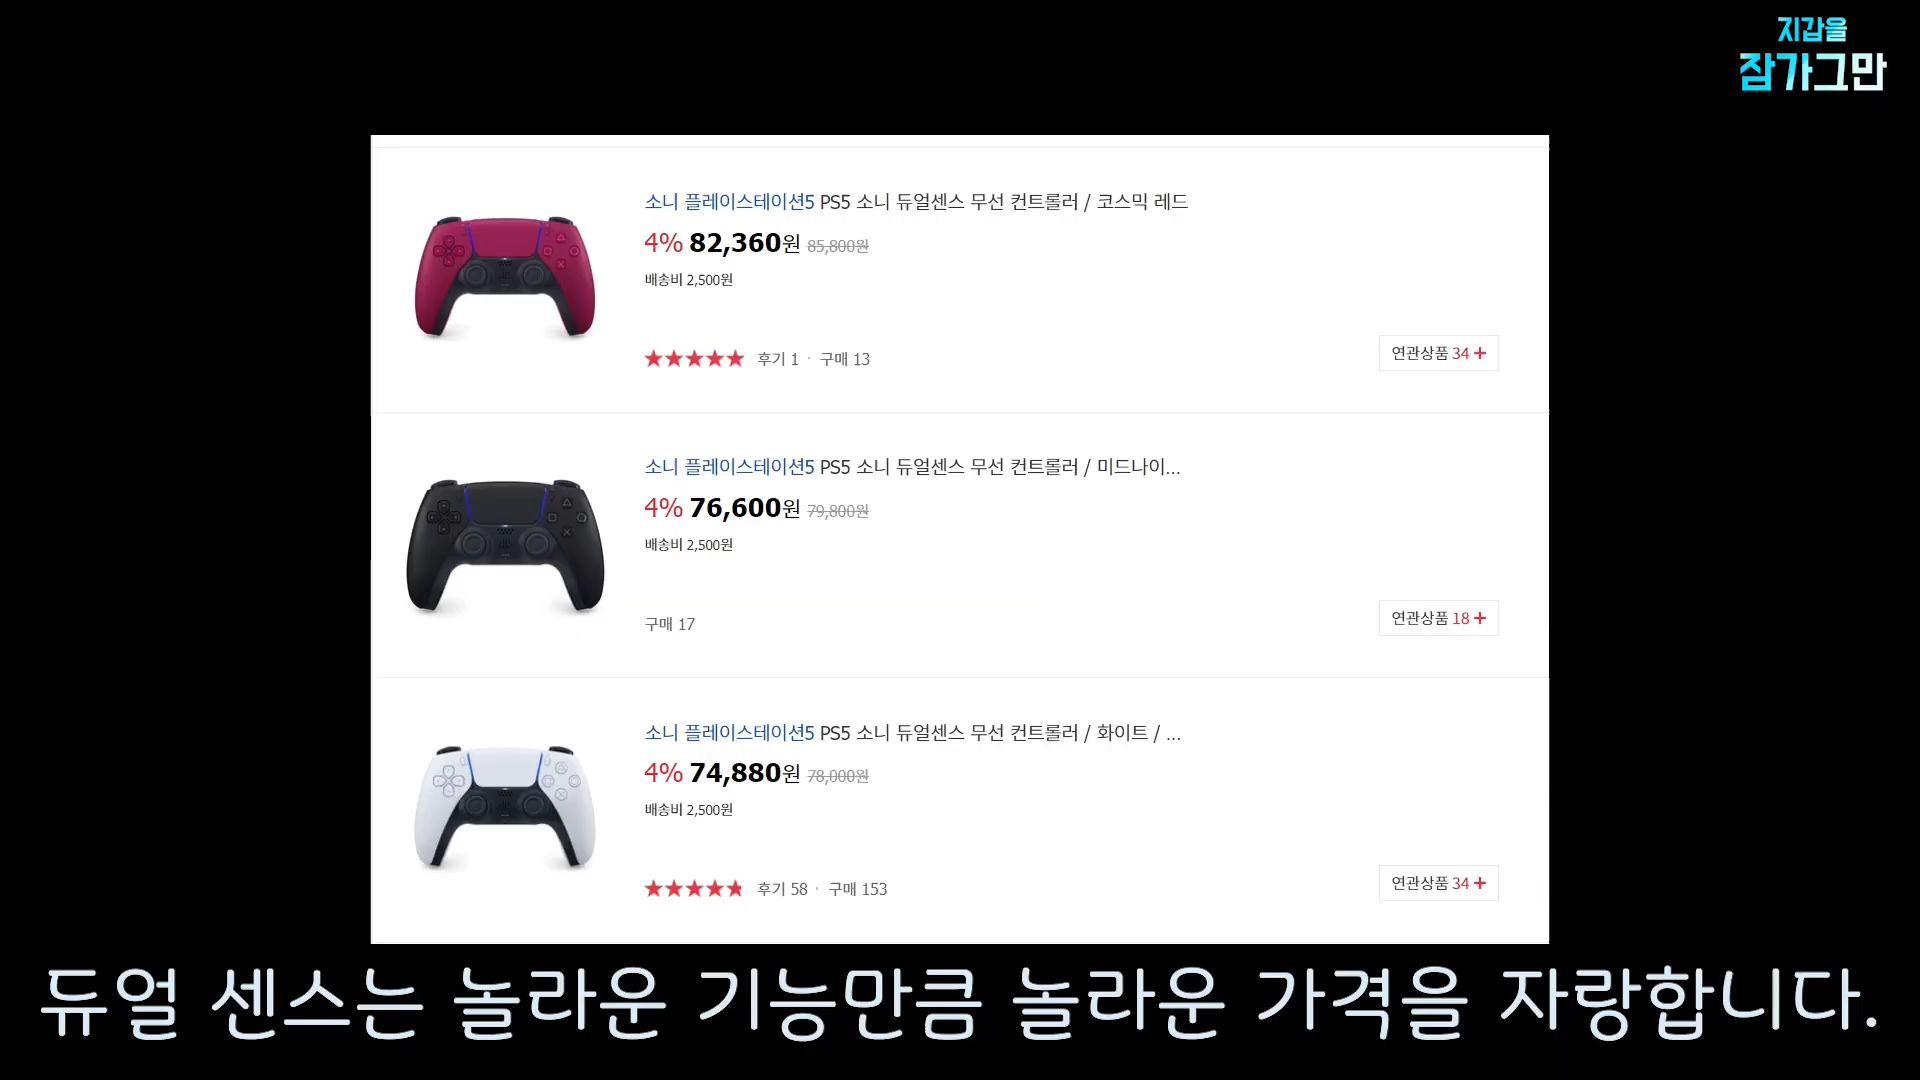 지갑을
잠가그만
소니 플레이스테이션5 PS5 소니 듀얼센스 무선 컨트롤러 / 코스믹 레드
4% 82,360원 85,800원
배송비 2,500원
★★★★★ 후기 1 · 구매 13
연관상품 34 +
소니 플레이스테이션5 PS5 소니 듀얼센스 무선 컨트롤러 / 미드나이...
4% 76,600원 79,800원
배송비 2,500원
구매 17
연관상품 18 +
소니 플레이스테이션5 PS5 소니 듀얼센스 무선 컨트롤러 / 화이트 / ...
4% 74,880원 78,000원
배송비 2,500원
★★★★★ 후기 58 · 구매 153
연관상품 34 +
듀얼 센스는 놀라운 기능만큼 놀라운 가격을 자랑합니다.